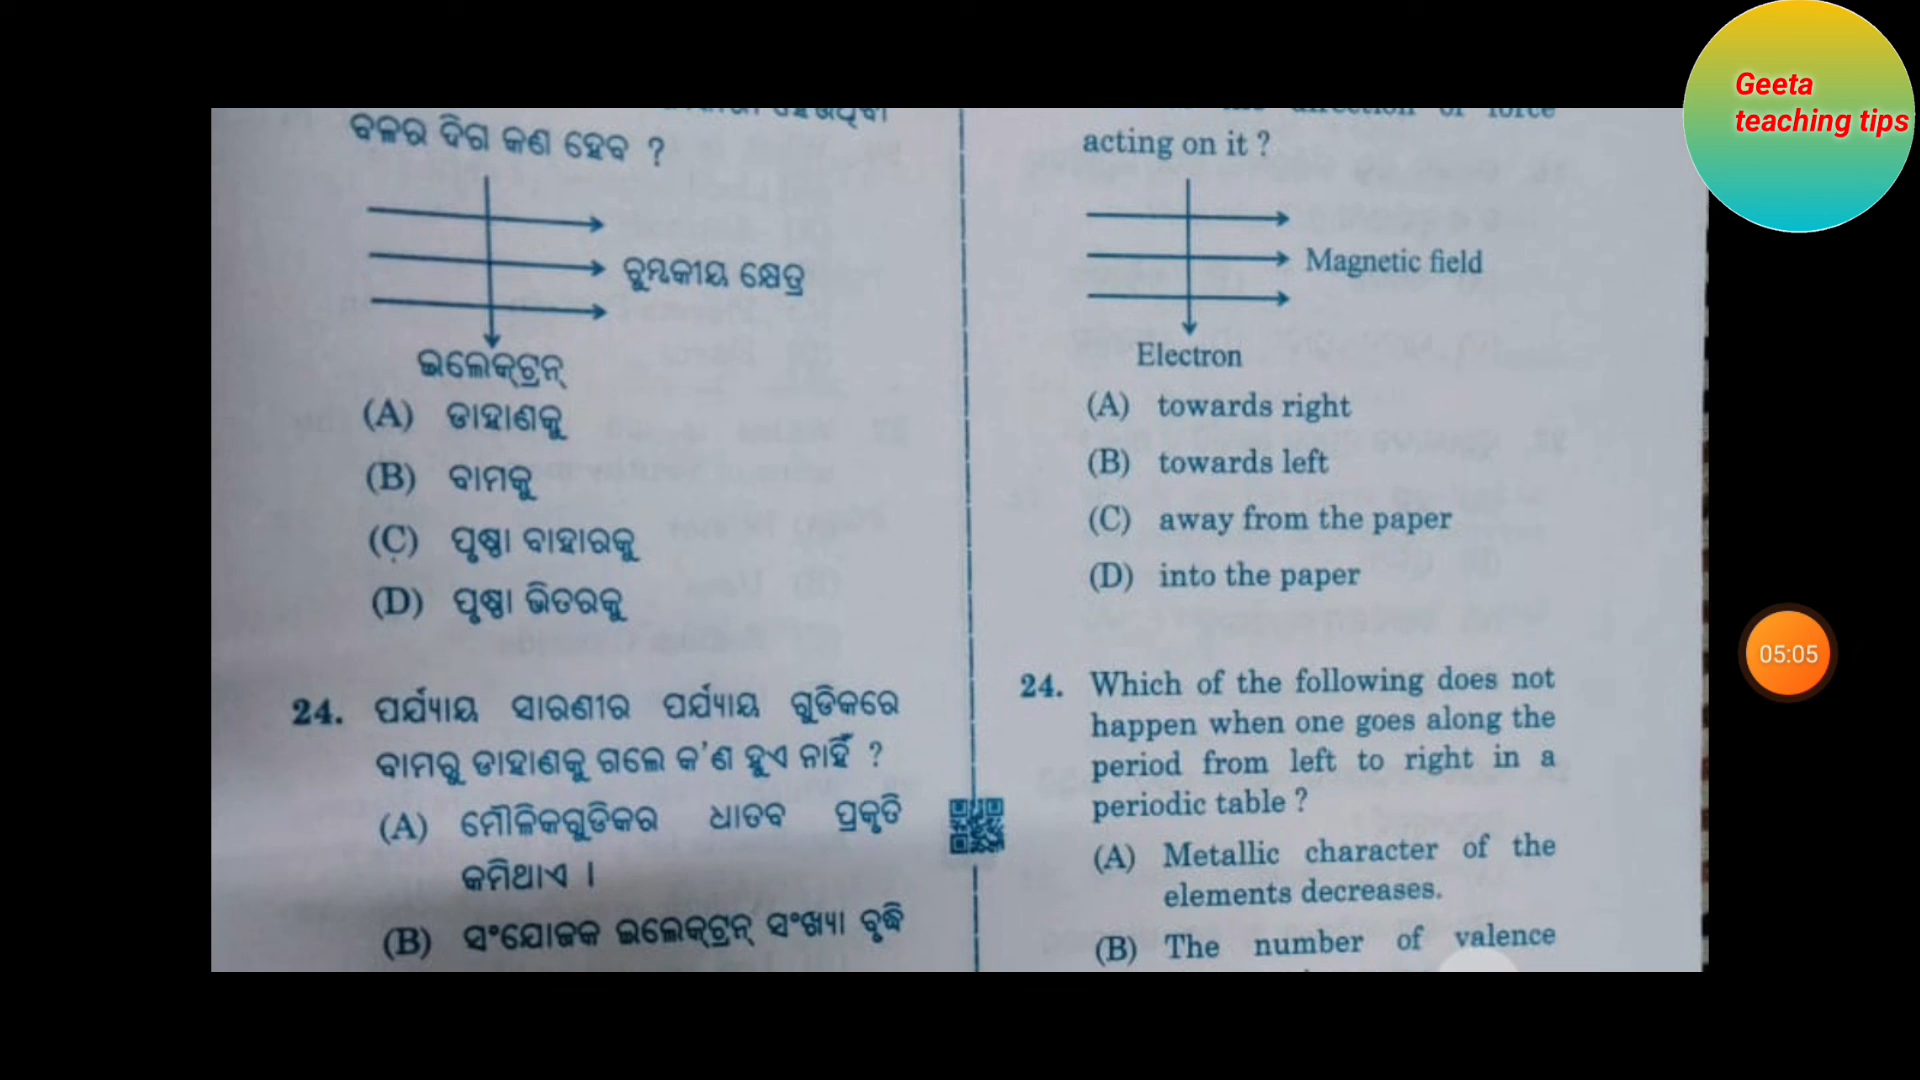 ବଳର ଦିଗ କଣ ହେବ ?
ଚୁମ୍ବକୀୟ କ୍ଷେତ୍ର
ଇଲେକ୍ଟ୍ରନ୍
(A) ଡାହାଣକୁ
(B) ବାମକୁ
(C) ପୃଷ୍ଠା ବାହାରକୁ
(D) ପୃଷ୍ଠା ଭିତରକୁ
24. ପର୍ଯ୍ୟାୟ ସାରଣୀର ପର୍ଯ୍ୟାୟ ଗୁଡିକରେ
ବାମରୁ ଡାହାଣକୁ ଗଲେ କ'ଣ ହୁଏ ନାହିଁ ?
(A) ମୌଳିକଗୁଡିକର ଧାତବ ପ୍ରକୃତି
କମିଥାଏ ।
(B) ସଂଯୋଜକ ଇଲେକ୍ଟ୍ରନ୍ ସଂଖ୍ୟା ବୃଦ୍ଧି
direction of force
acting on it ?
Magnetic field
Electron
(A) towards right
(B) towards left
(C) away from the paper
(D) into the paper
24. Which of the following does not
happen when one goes along the
period from left to right in a
periodic table ?
(A) Metallic character of the
elements decreases.
(B) The number of valence
Geeta
teaching tips
05:05